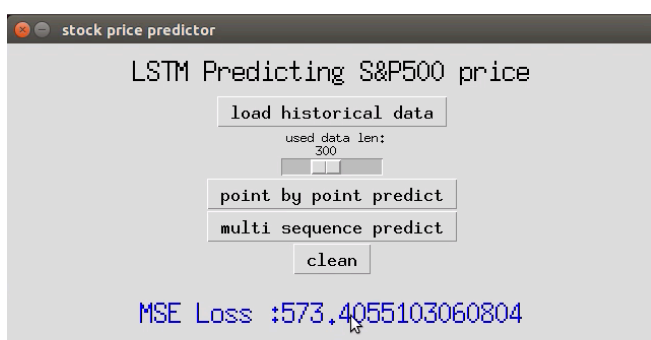 stock price predictor
LSTM Predicting S&P500 price
load historical data
used data len:
300
point by point predict
multi sequence predict
clean
MSE Loss :573.4055103060804